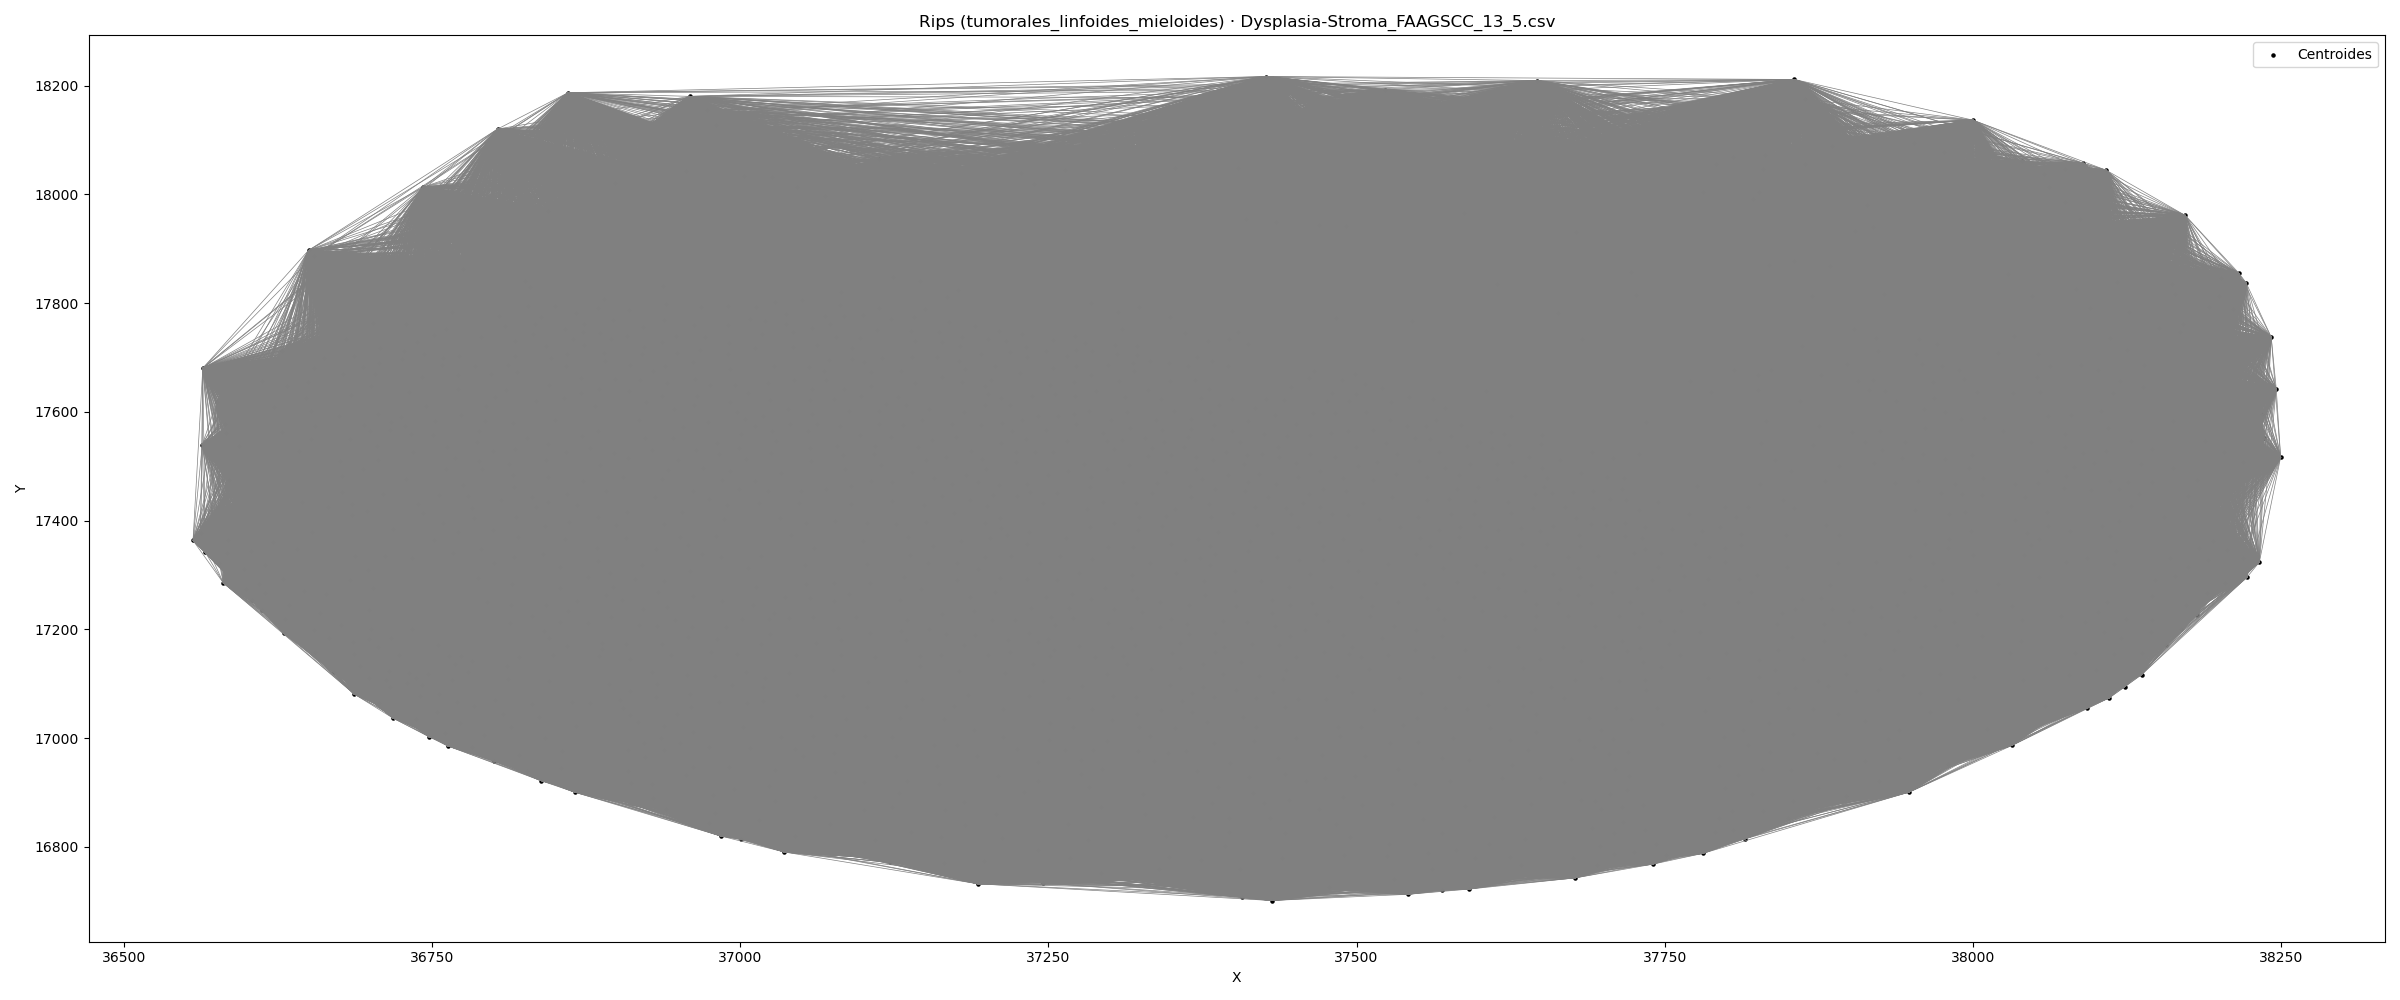 Rips (tumorales_linfoides_mieloides) · Dysplasia-Stroma_FAAGSCC_13_5.csv
Centroides
18200
18000
17800
17600
17400
17200
17000
16800
Y
36500 36750 37000 37250 37500 37750 38000 38250
X